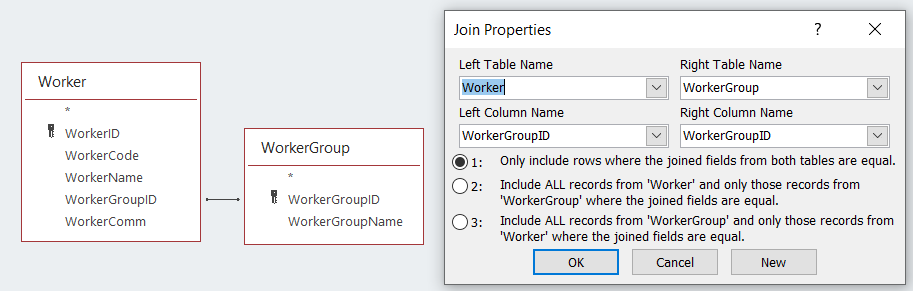 Worker
*
WorkerID
WorkerCode
WorkerName
WorkerGroupID
WorkerComm
WorkerGroup
*
WorkerGroupID
WorkerGroupName
Join Properties
?
Left Table Name
Right Table Name
Worker
WorkerGroup
Left Column Name
Right Column Name
WorkerGroupID
WorkerGroupID
1: Only include rows where the joined fields from both tables are equal.
2: Include ALL records from 'Worker' and only those records from
'WorkerGroup' where the joined fields are equal.
3: Include ALL records from 'WorkerGroup' and only those records from
'Worker' where the joined fields are equal.
OK
Cancel
New